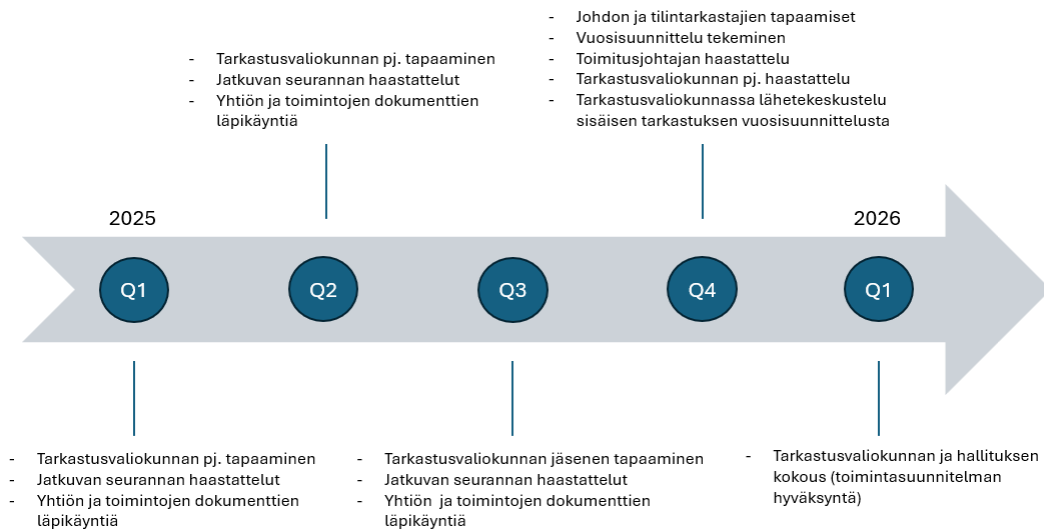 - Johdon ja tilintarkastajien tapaamiset
- Vuosisuunnittelu tekeminen
- Toimitusjohtajan haastattelu
- Tarkastusvaliokunnan pj. haastattelu
- Tarkastusvaliokunnassa lähetekeskustelu
sisäisen tarkastuksen vuosisuunnittelusta
- Tarkastusvaliokunnan pj. tapaaminen
- Jatkuvan seurannan haastattelut
- Yhtiön ja toimintojen dokumenttien
läpikäyntiä
2025
2026
Q1
Q2
Q3
Q4
Q1
- Tarkastusvaliokunnan pj. tapaaminen
- Jatkuvan seurannan haastattelut
- Yhtiön ja toimintojen dokumenttien
läpikäyntiä
- Tarkastusvaliokunnan jäsenen tapaaminen
- Jatkuvan seurannan haastattelut
- Yhtiön ja toimintojen dokumenttien
läpikäyntiä
- Tarkastusvaliokunnan ja hallituksen
kokous (toimintasuunnitelman
hyväksyntä)